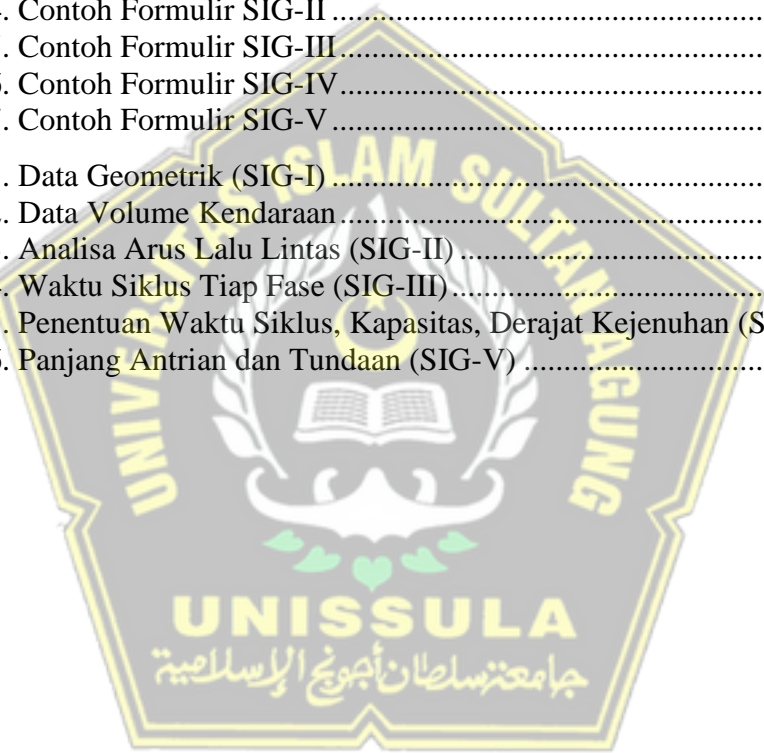 . Contoh Formulir SIG-II ........................................................
. Contoh Formulir SIG-III ........................................................
. Contoh Formulir SIG-IV ........................................................
. Contoh Formulir SIG-V ........................................................
. Data Geometrik (SIG-I) ........................................................
. Data Volume Kendaraan ........................................................
. Analisa Arus Lalu Lintas (SIG-II) ........................................
. Waktu Siklus Tiap Fase (SIG-III) ........................................
. Penentuan Waktu Siklus, Kapasitas, Derajat Kejenuhan (S
. Panjang Antrian dan Tundaan (SIG-V) ................................
UNIVERSITAS ISLAM SULTAN AGUNG
UNISSULA
جامعة سلطان أجونج الإسلامية